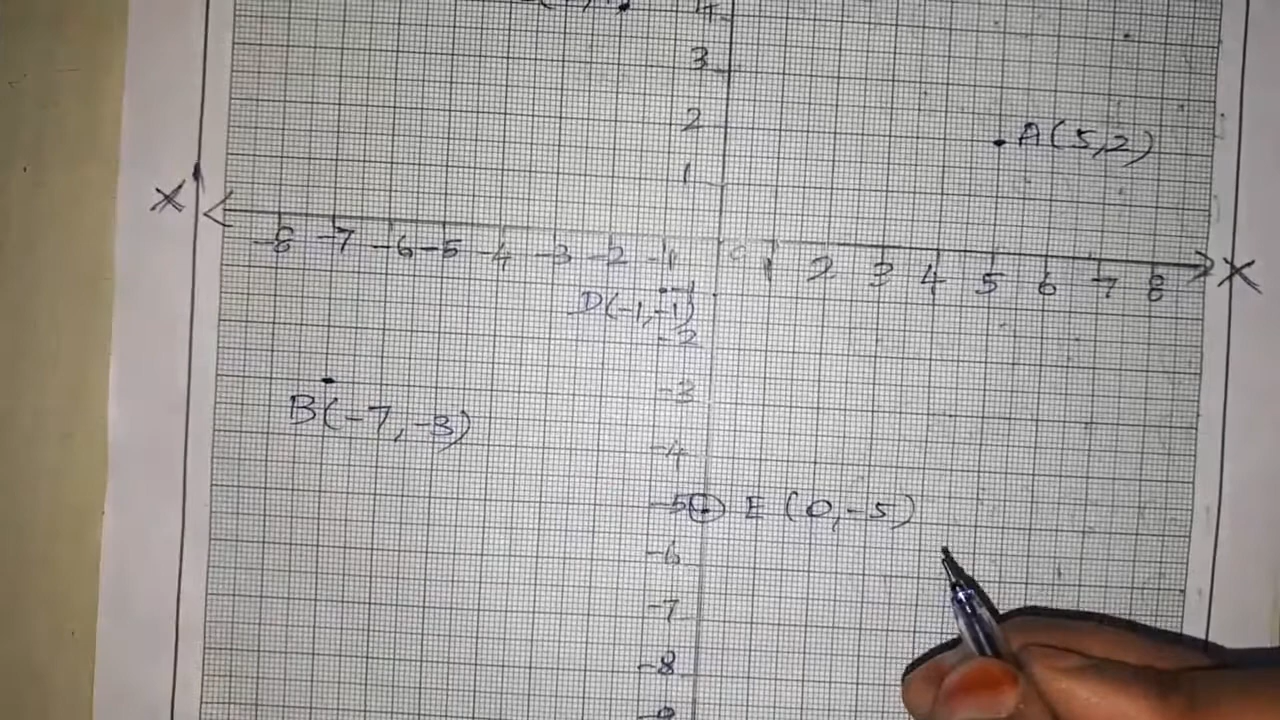 4
3
2
A(5,2)
1
X
-8 -7 -6 -5 -4 -3 -2 -1 0 1 2 3 4 5 6 7 8 X
-1
D(-1,-1)
-2
-3
B(-7,-3)
-4
-5 E (0,-5)
-6
-7
-8